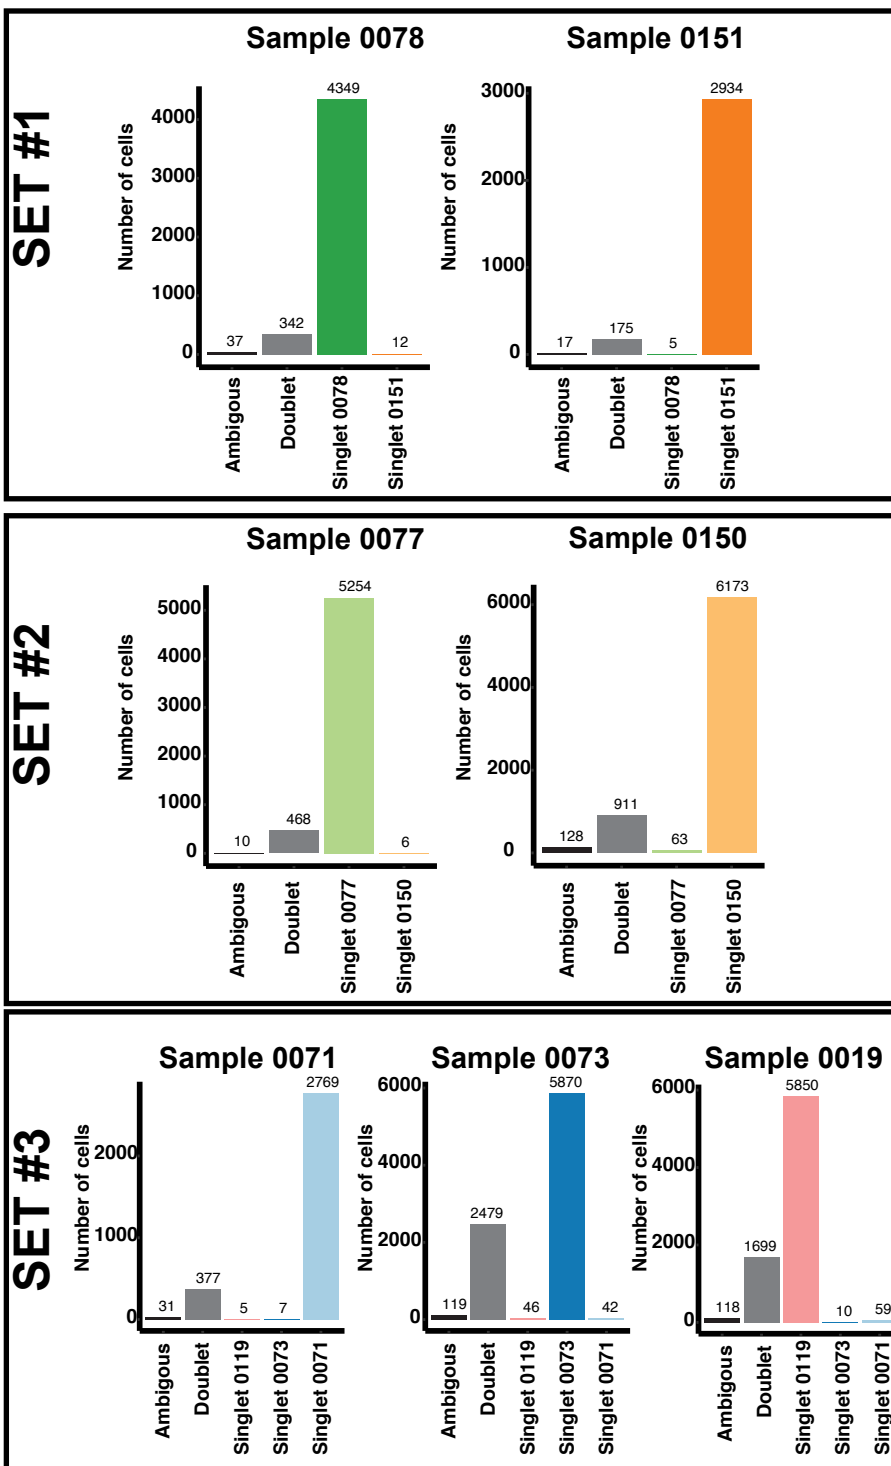 SET #1
Sample 0078
Number of cells
4000
3000
2000
1000
0
37
342
4349
12
Ambigous
Doublet
Singlet 0078
Singlet 0151
Sample 0151
Number of cells
3000
2000
1000
0
17
175
5
2934
Ambigous
Doublet
Singlet 0078
Singlet 0151
SET #2
Sample 0077
Number of cells
5000
4000
3000
2000
1000
0
10
468
5254
6
Ambigous
Doublet
Singlet 0077
Singlet 0150
Sample 0150
Number of cells
6000
4000
2000
0
128
911
63
6173
Ambigous
Doublet
Singlet 0077
Singlet 0150
SET #3
Sample 0071
Number of cells
2000
1000
0
31
377
5
7
2769
Ambigous
Doublet
Singlet 0119
Singlet 0073
Singlet 0071
Sample 0073
Number of cells
6000
4000
2000
0
119
2479
46
5870
42
Ambigous
Doublet
Singlet 0119
Singlet 0073
Singlet 0071
Sample 0019
Number of cells
6000
4000
2000
0
118
1699
5850
10
59
Ambigous
Doublet
Singlet 0119
Singlet 0073
Singlet 0071